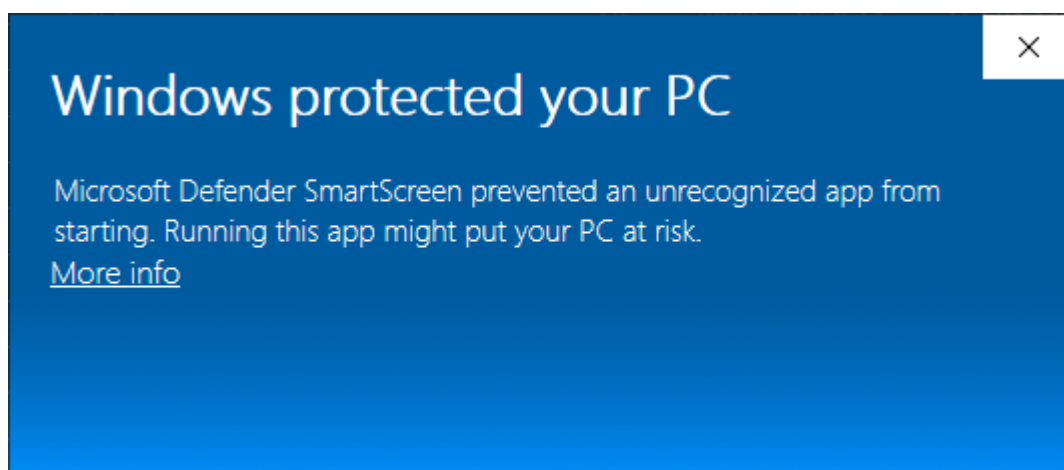 Windows protected your PC
Microsoft Defender SmartScreen prevented an unrecognized app from
starting. Running this app might put your PC at risk.
More info